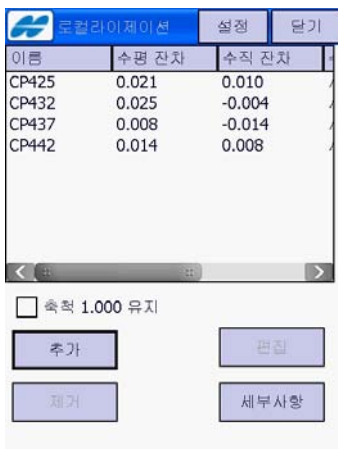 로컬라이제이션 설정 닫기
이름 수평 잔차 수직 잔차
CP425 0.021 0.010
CP432 0.025 -0.004
CP437 0.008 -0.014
CP442 0.014 0.008
축척 1.000 유지
추가 편집
제거 세부사항